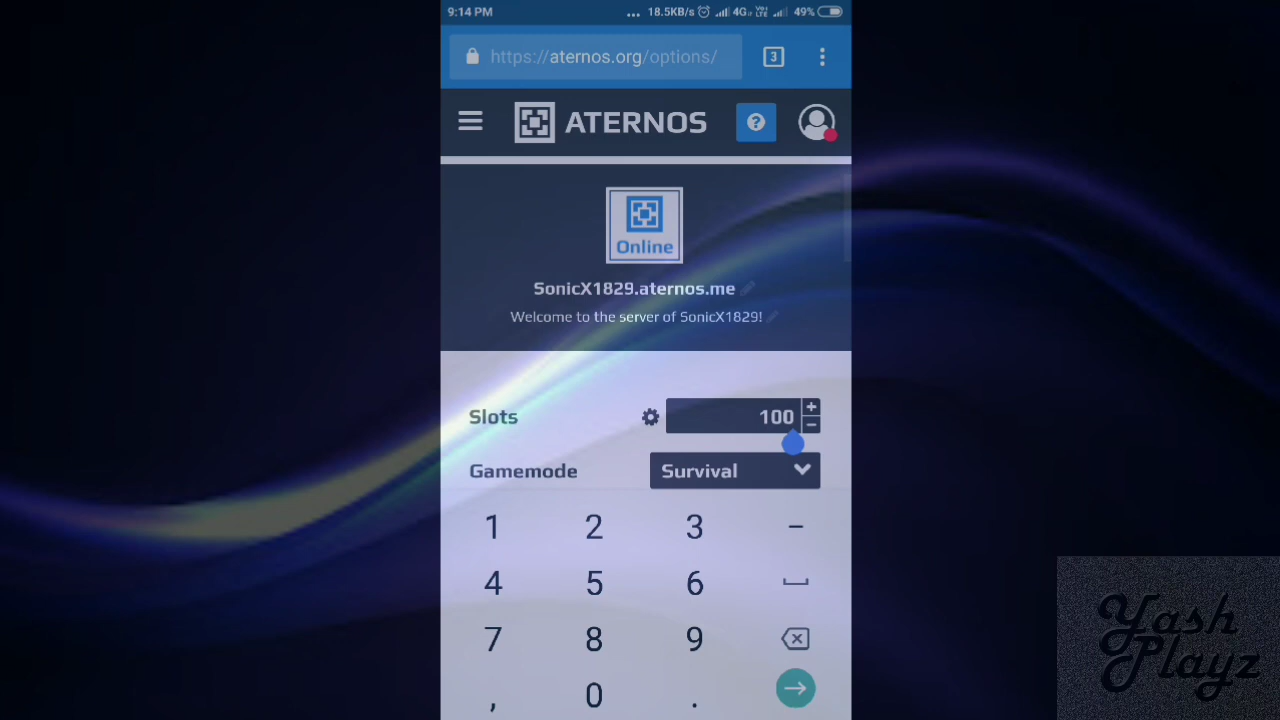 9:14 PM ... 18.5KB/s 4G VoLTE 49%
https://aternos.org/options/ 3
ATERNOS ?
Online
SonicX1829.aternos.me
Welcome to the server of SonicX1829!
Slots 100 + −
Gamemode Survival
1 2 3 −
4 5 6
7 8 9
, 0 .
Yash
Playz